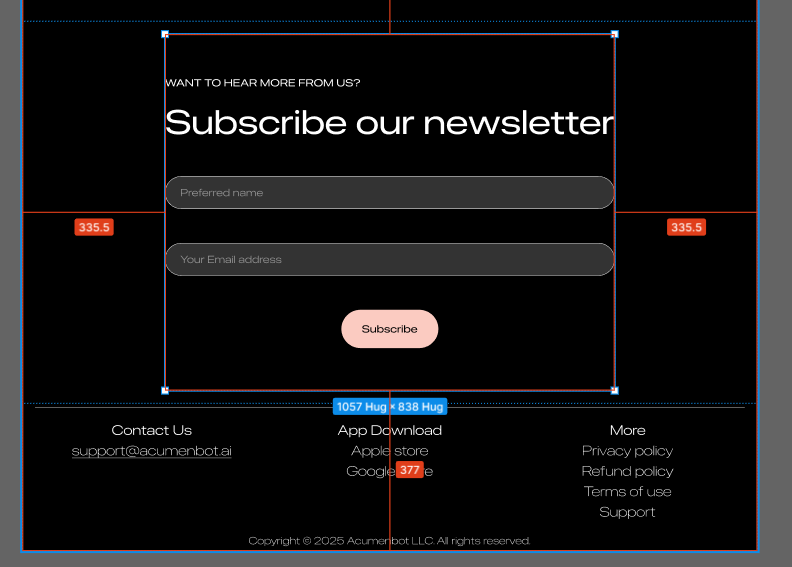 WANT TO HEAR MORE FROM US?
Subscribe our newsletter
Preferred name
335.5
335.5
Your Email address
Subscribe
1057 Hug × 838 Hug
Contact Us
App Download
More
support@acumenbot.ai
Apple store
Privacy policy
Google
377
Refund policy
Terms of use
Support
Copyright © 2025 Acumenbot LLC. All rights reserved.